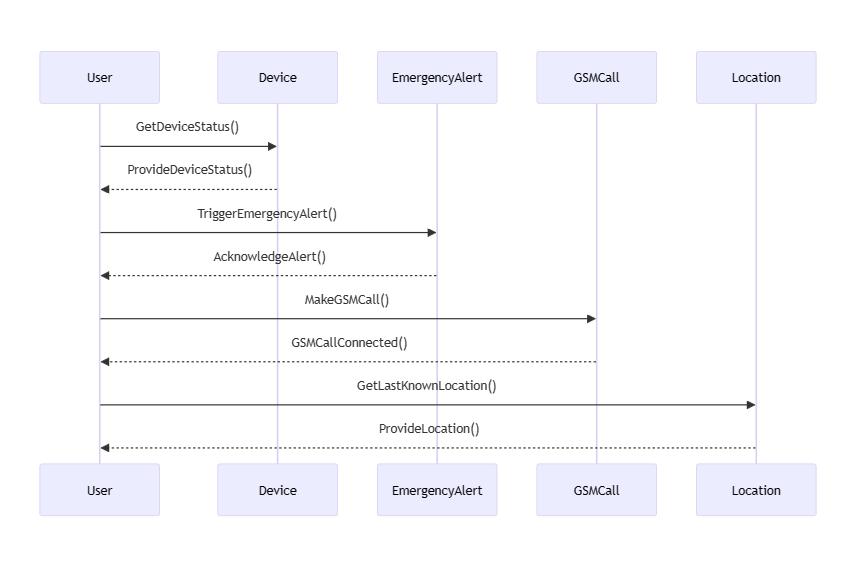 User
Device
EmergencyAlert
GSMCall
Location
GetDeviceStatus()
ProvideDeviceStatus()
TriggerEmergencyAlert()
AcknowledgeAlert()
MakeGSMCall()
GSMCallConnected()
GetLastKnownLocation()
ProvideLocation()
User
Device
EmergencyAlert
GSMCall
Location